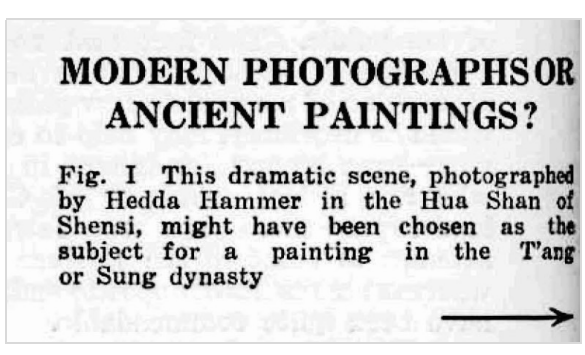 MODERN PHOTOGRAPHS OR
ANCIENT PAINTINGS?
Fig. I This dramatic scene, photographed
by Hedda Hammer in the Hua Shan of
Shensi, might have been chosen as the
subject for a painting in the T'ang
or Sung dynasty